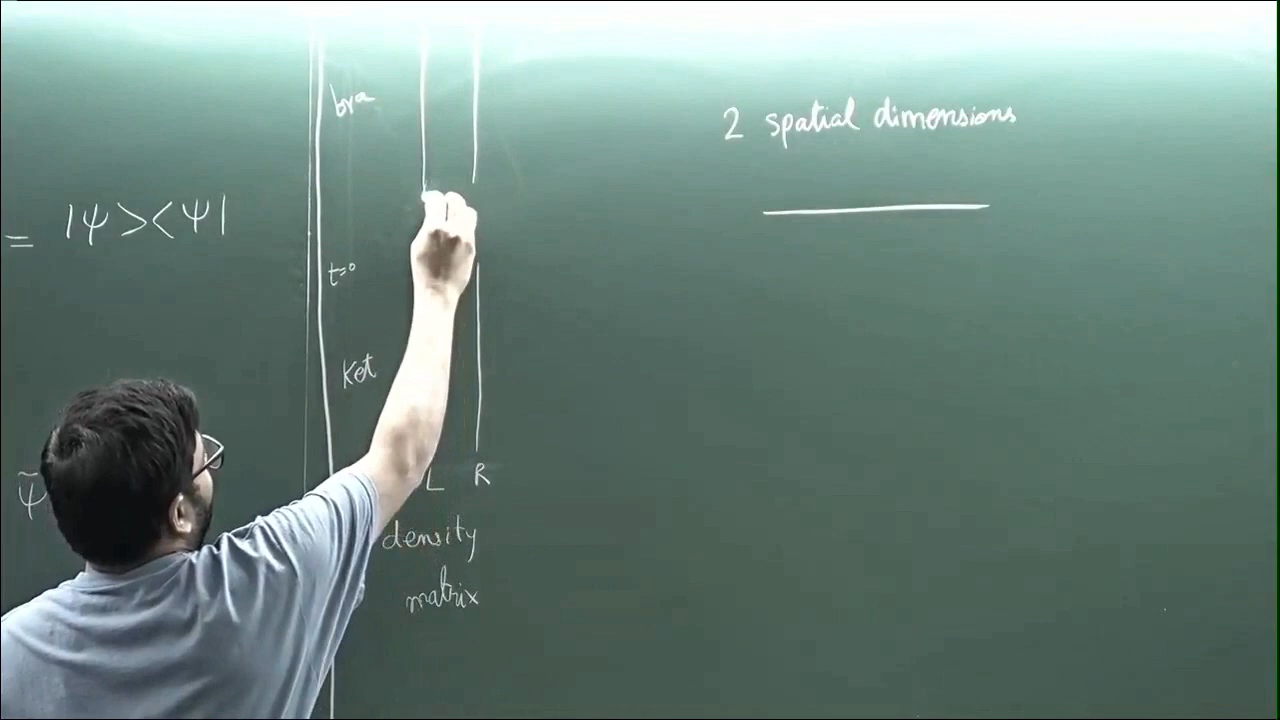 = |ψ><ψ|
ψ̃
bra
t=0
Ket
L R
density
matrix
2 spatial dimensions